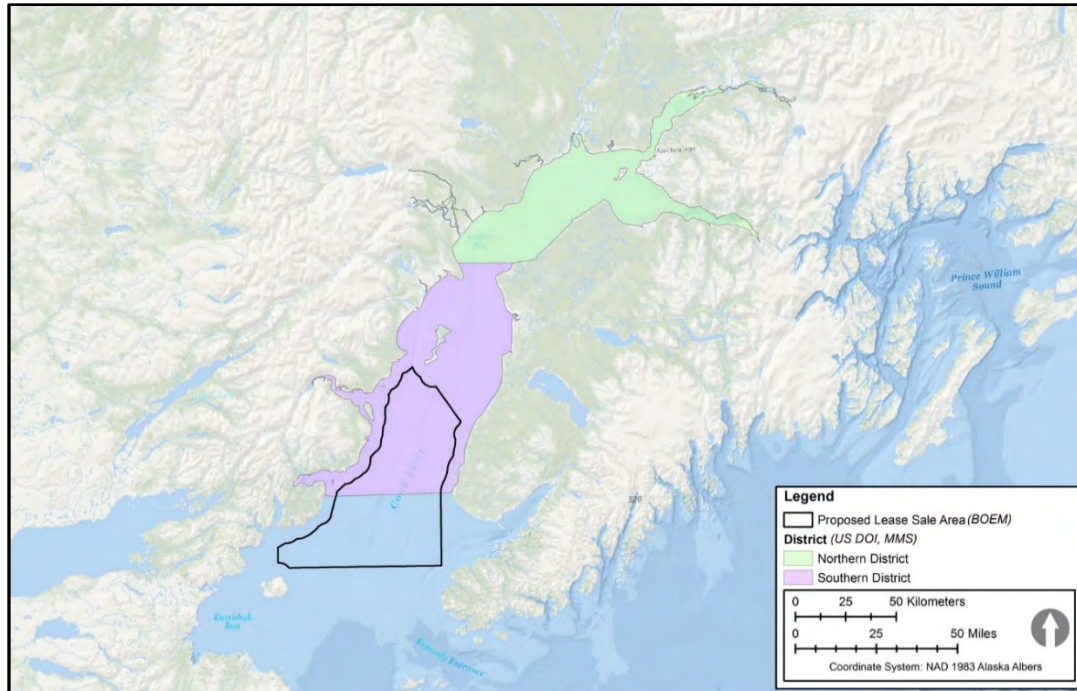 Prince William
Sound
Cook Inlet
Kamishak
Bay
Kennedy Entrance
Legend
Proposed Lease Sale Area (BOEM)
District (US DOI, MMS)
Northern District
Southern District
0 25 50 Kilometers
0 25 50 Miles
Coordinate System: NAD 1983 Alaska Albers